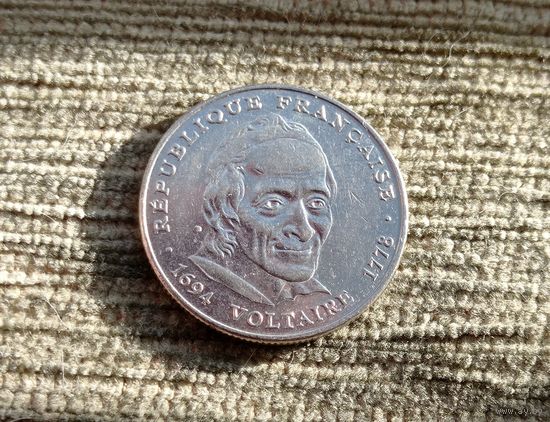 · RÉPUBLIQUE FRANÇAISE ·
1694 VOLTAIRE 1778